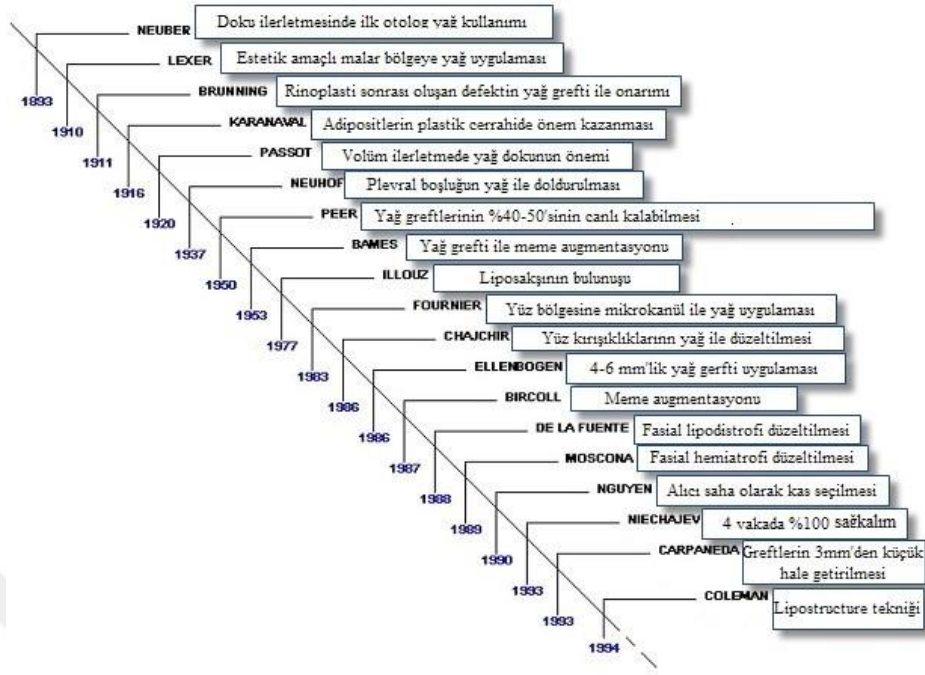 NEUBER Doku ilerletmesinde ilk otolog yağ kullanımı
1893
LEXER Estetik amaçlı malar bölgeye yağ uygulaması
1910
BRUNNING Rinoplasti sonrası oluşan defektin yağ grefti ile onarımı
1911
KARANAVAL Adipositlerin plastik cerrahide önem kazanması
1916
PASSOT Volüm ilerletmede yağ dokunun önemi
1920
NEUHOF Plevral boşluğun yağ ile doldurulması
1937
PEER Yağ greftlerinin %40-50'sinin canlı kalabilmesi .
1950
BAMES Yağ grefti ile meme augmentasyonu
1953
ILLOUZ Liposakşının bulunuşu
1977
FOURNIER Yüz bölgesine mikrokanül ile yağ uygulaması
1983
CHAJCHIR Yüz kırışıklıklarınn yağ ile düzeltilmesi
1986
ELLENBOGEN 4-6 mm'lik yağ gerfti uygulaması
1986
BIRCOLL Meme augmentasyonu
1987
DE LA FUENTE Fasial lipodistrofi düzeltilmesi
1988
MOSCONA Fasial hemiatrofi düzeltilmesi
1989
NGUYEN Alıcı saha olarak kas seçilmesi
1990
NIECHAJEV 4 vakada %100 sağkalım
1993
CARPANEDA Greftlerin 3mm'den küçük
hale getirilmesi
1993
COLEMAN Lipostructure tekniği
1994